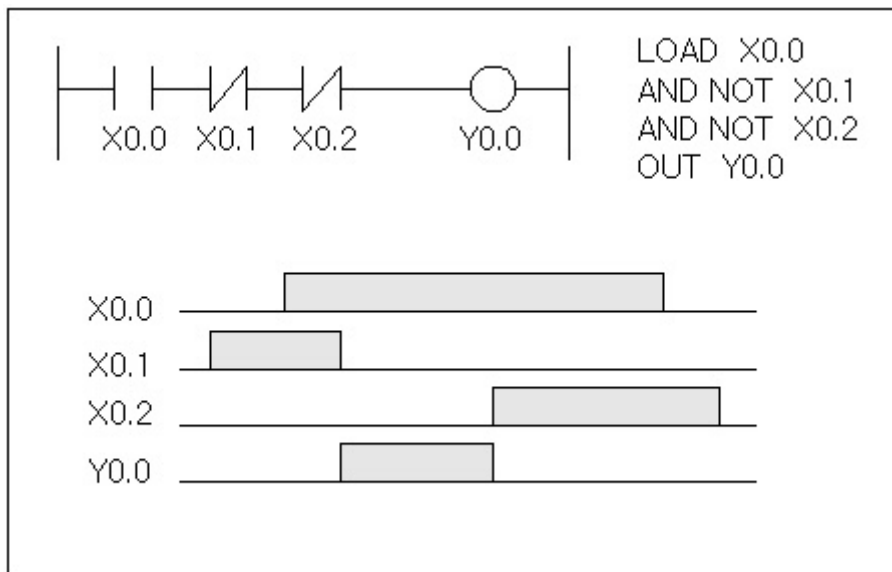 LOAD X0.0
AND NOT X0.1
AND NOT X0.2
OUT Y0.0
X0.0 X0.1 X0.2 Y0.0
X0.0
X0.1
X0.2
Y0.0